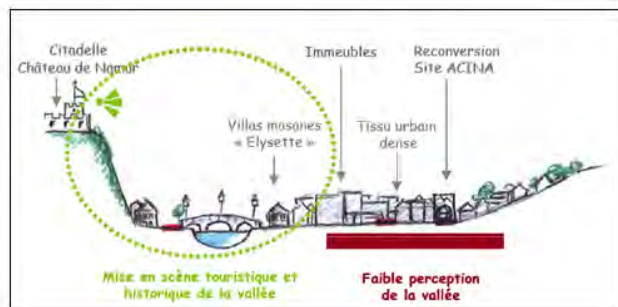 Citadelle
Château de Namur
Immeubles
Reconversion
Site ACINA
Villas mosanes
« Elysette »
Tissu urbain
dense
Mise en scène touristique et
historique de la vallée
Faible perception
de la vallée